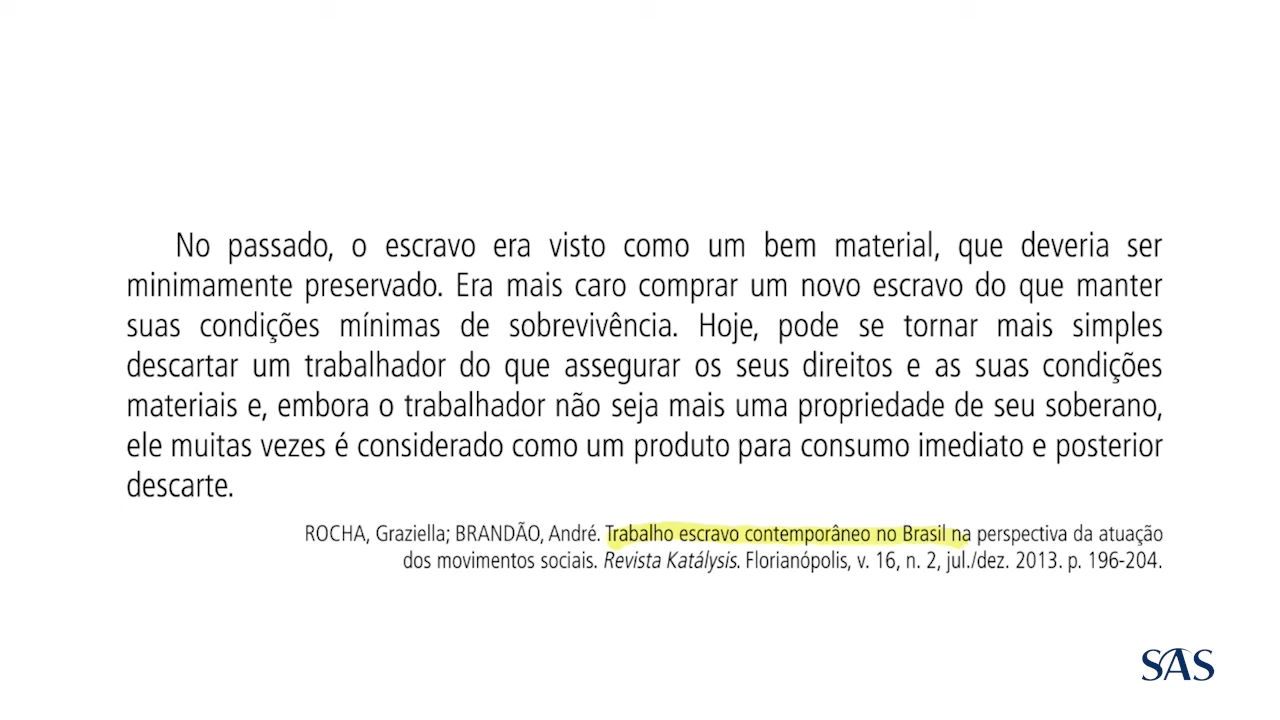 No passado, o escravo era visto como um bem material, que deveria ser
minimamente preservado. Era mais caro comprar um novo escravo do que manter
suas condições mínimas de sobrevivência. Hoje, pode se tornar mais simples
descartar um trabalhador do que assegurar os seus direitos e as suas condições
materiais e, embora o trabalhador não seja mais uma propriedade de seu soberano,
ele muitas vezes é considerado como um produto para consumo imediato e posterior
descarte.
ROCHA, Graziella; BRANDÃO, André. Trabalho escravo contemporâneo no Brasil na perspectiva da atuação
dos movimentos sociais. Revista Katálysis. Florianópolis, v. 16, n. 2, jul./dez. 2013. p. 196-204.
SAS